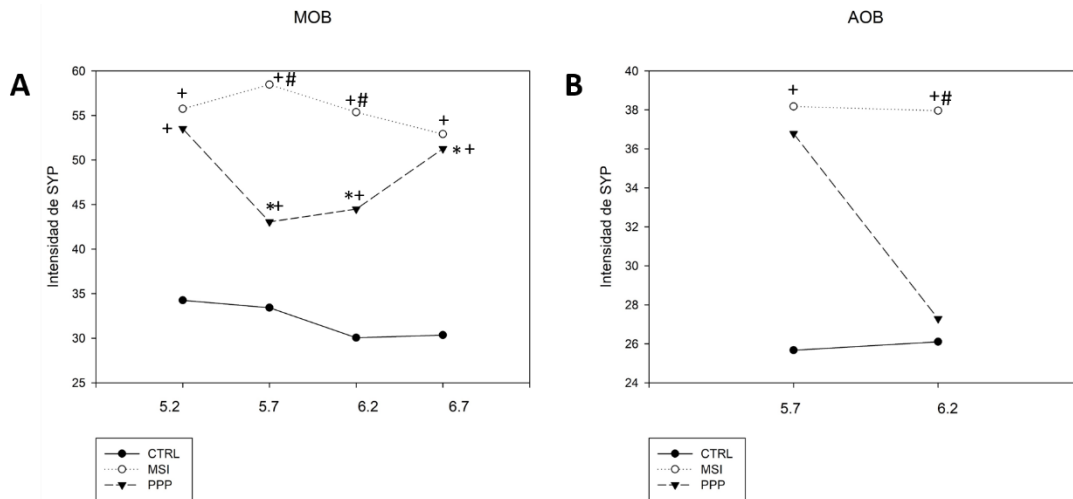 MOB
A
Intensidad de SYP
60
55
50
45
40
35
30
25
+
+#
+#
+
+
*+
*+
*+
5.2 5.7 6.2 6.7
CTRL
MSI
PPP
AOB
B
Intensidad de SYP
40
38
36
34
32
30
28
26
24
+
+#
5.7 6.2
CTRL
MSI
PPP